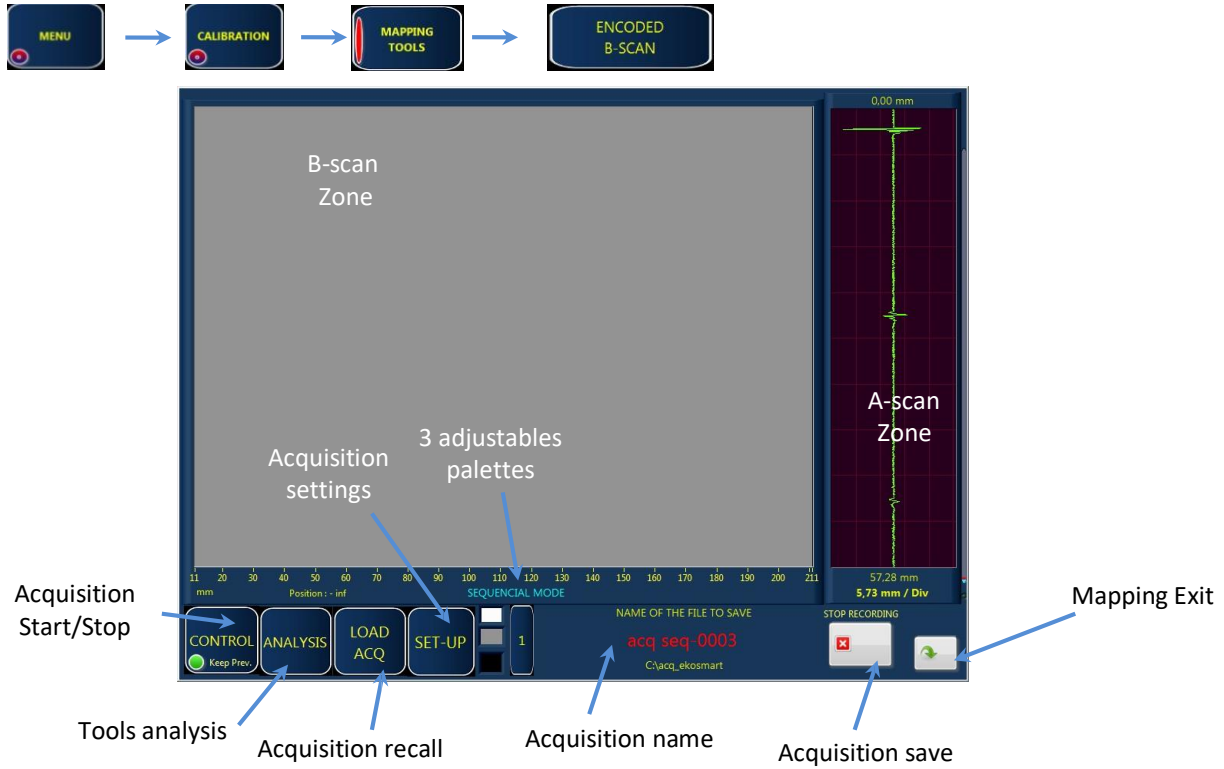 MENU
CALIBRATION
MAPPING
TOOLS
ENCODED
B-SCAN
0,00 mm
B-scan
Zone
A-scan
Zone
3 adjustables
palettes
Acquisition
settings
11 20 30 40 50 60 70 80 90 100 110 120 130 140 150 160 170 180 190 200 211
mm Position : - inf SEQUENCIAL MODE
57,28 mm
5,73 mm / Div
Acquisition
Start/Stop
CONTROL
Keep Prev.
ANALYSIS
LOAD
ACQ
SET-UP
1
NAME OF THE FILE TO SAVE
acq seq-0003
C:\acq_ekosmart
STOP RECORDING
Mapping Exit
Tools analysis
Acquisition recall
Acquisition name
Acquisition save